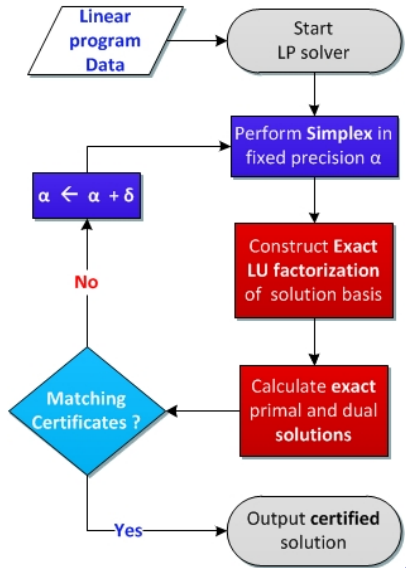 Linear
program
Data
Start
LP solver
Perform Simplex in
fixed precision α
α ← α + δ
Construct Exact
LU factorization
of solution basis
No
Matching
Certificates ?
Calculate exact
primal and dual
solutions
Yes
Output certified
solution